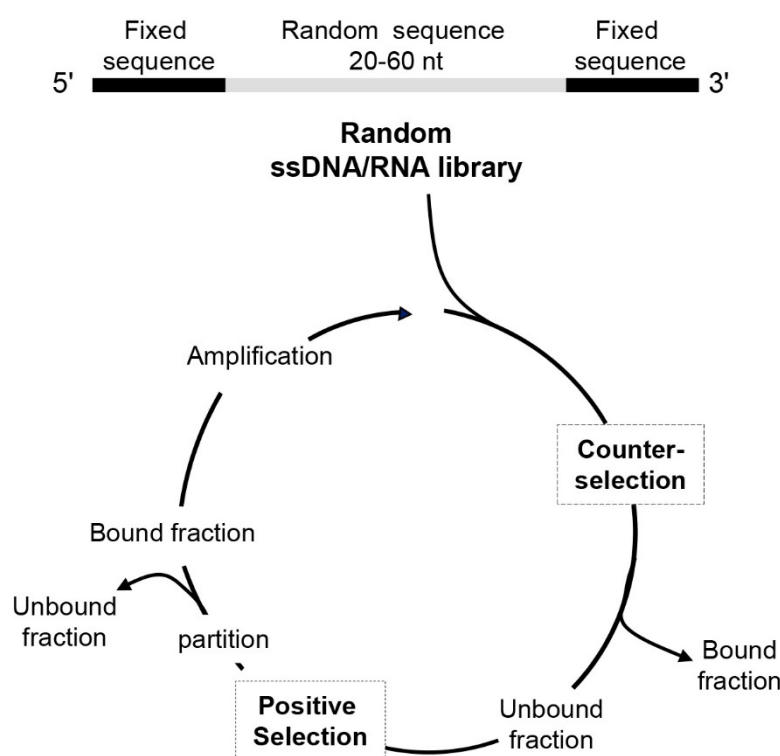 Fixed
sequence
Random sequence
20-60 nt
Fixed
sequence
5'
3'
Random
ssDNA/RNA library
Amplification
Counter-
selection
Bound fraction
Unbound
fraction
partition
Bound
fraction
Positive
Selection
Unbound
fraction